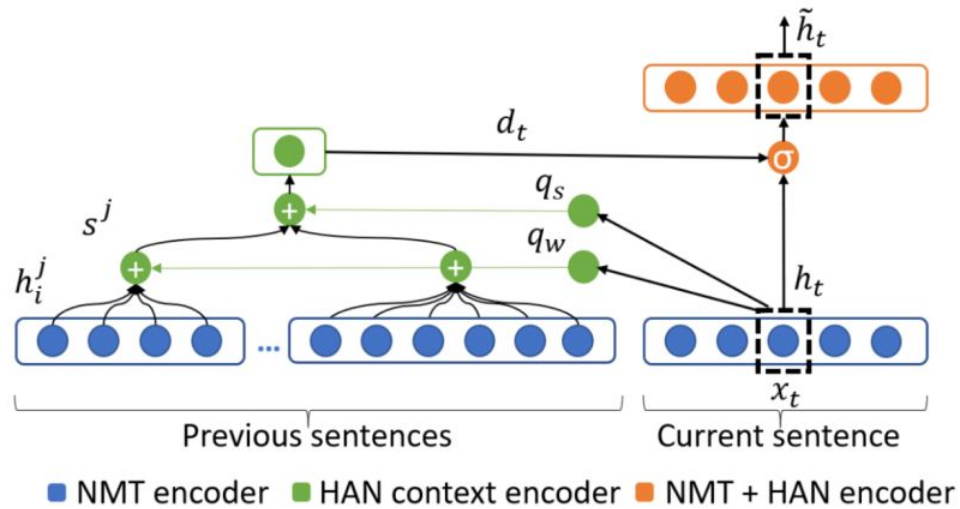 h̃_t
d_t
σ
q_s
+
s^j
q_w
+
+
h_i^j
h_t
...
x_t
Previous sentences
Current sentence
NMT encoder
HAN context encoder
NMT + HAN encoder